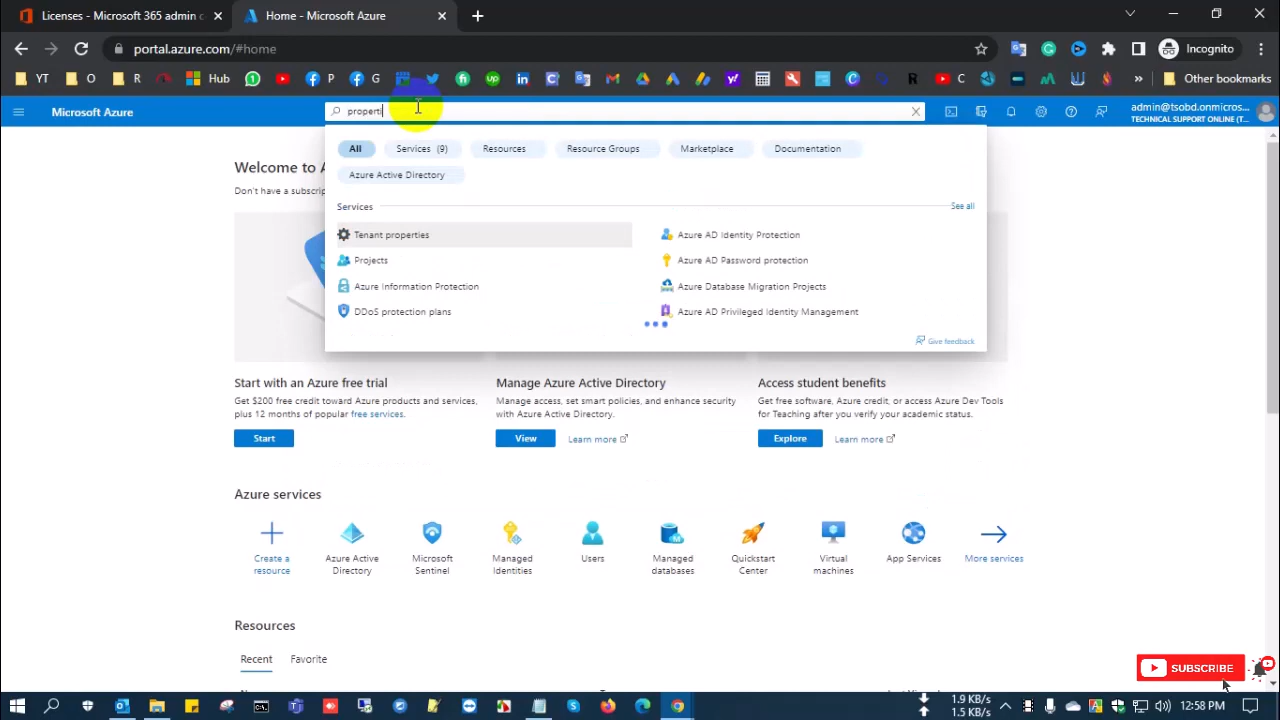 Licenses - Microsoft 365 admin c
Home - Microsoft Azure
portal.azure.com/#home
Incognito
YT
O
R
Hub
P
G
C
Other bookmarks
Microsoft Azure
properti
admin@tsobd.onmicros...
TECHNICAL SUPPORT ONLINE (T...
All
Services (9)
Resources
Resource Groups
Marketplace
Documentation
Azure Active Directory
Services
See all
Tenant properties
Azure AD Identity Protection
Projects
Azure AD Password protection
Azure Information Protection
Azure Database Migration Projects
DDoS protection plans
Azure AD Privileged Identity Management
Give feedback
Welcome to A
Don't have a subscrip
Start with an Azure free trial
Get $200 free credit toward Azure products and services,
plus 12 months of popular free services.
Start
Manage Azure Active Directory
Manage access, set smart policies, and enhance security
with Azure Active Directory.
View
Learn more
Access student benefits
Get free software, Azure credit, or access Azure Dev Tools
for Teaching after you verify your academic status.
Explore
Learn more
Azure services
Create a
resource
Azure Active
Directory
Microsoft
Sentinel
Managed
Identities
Users
Managed
databases
Quickstart
Center
Virtual
machines
App Services
More services
Resources
Recent
Favorite
SUBSCRIBE
1.9 KB/s
1.5 KB/s
12:58 PM